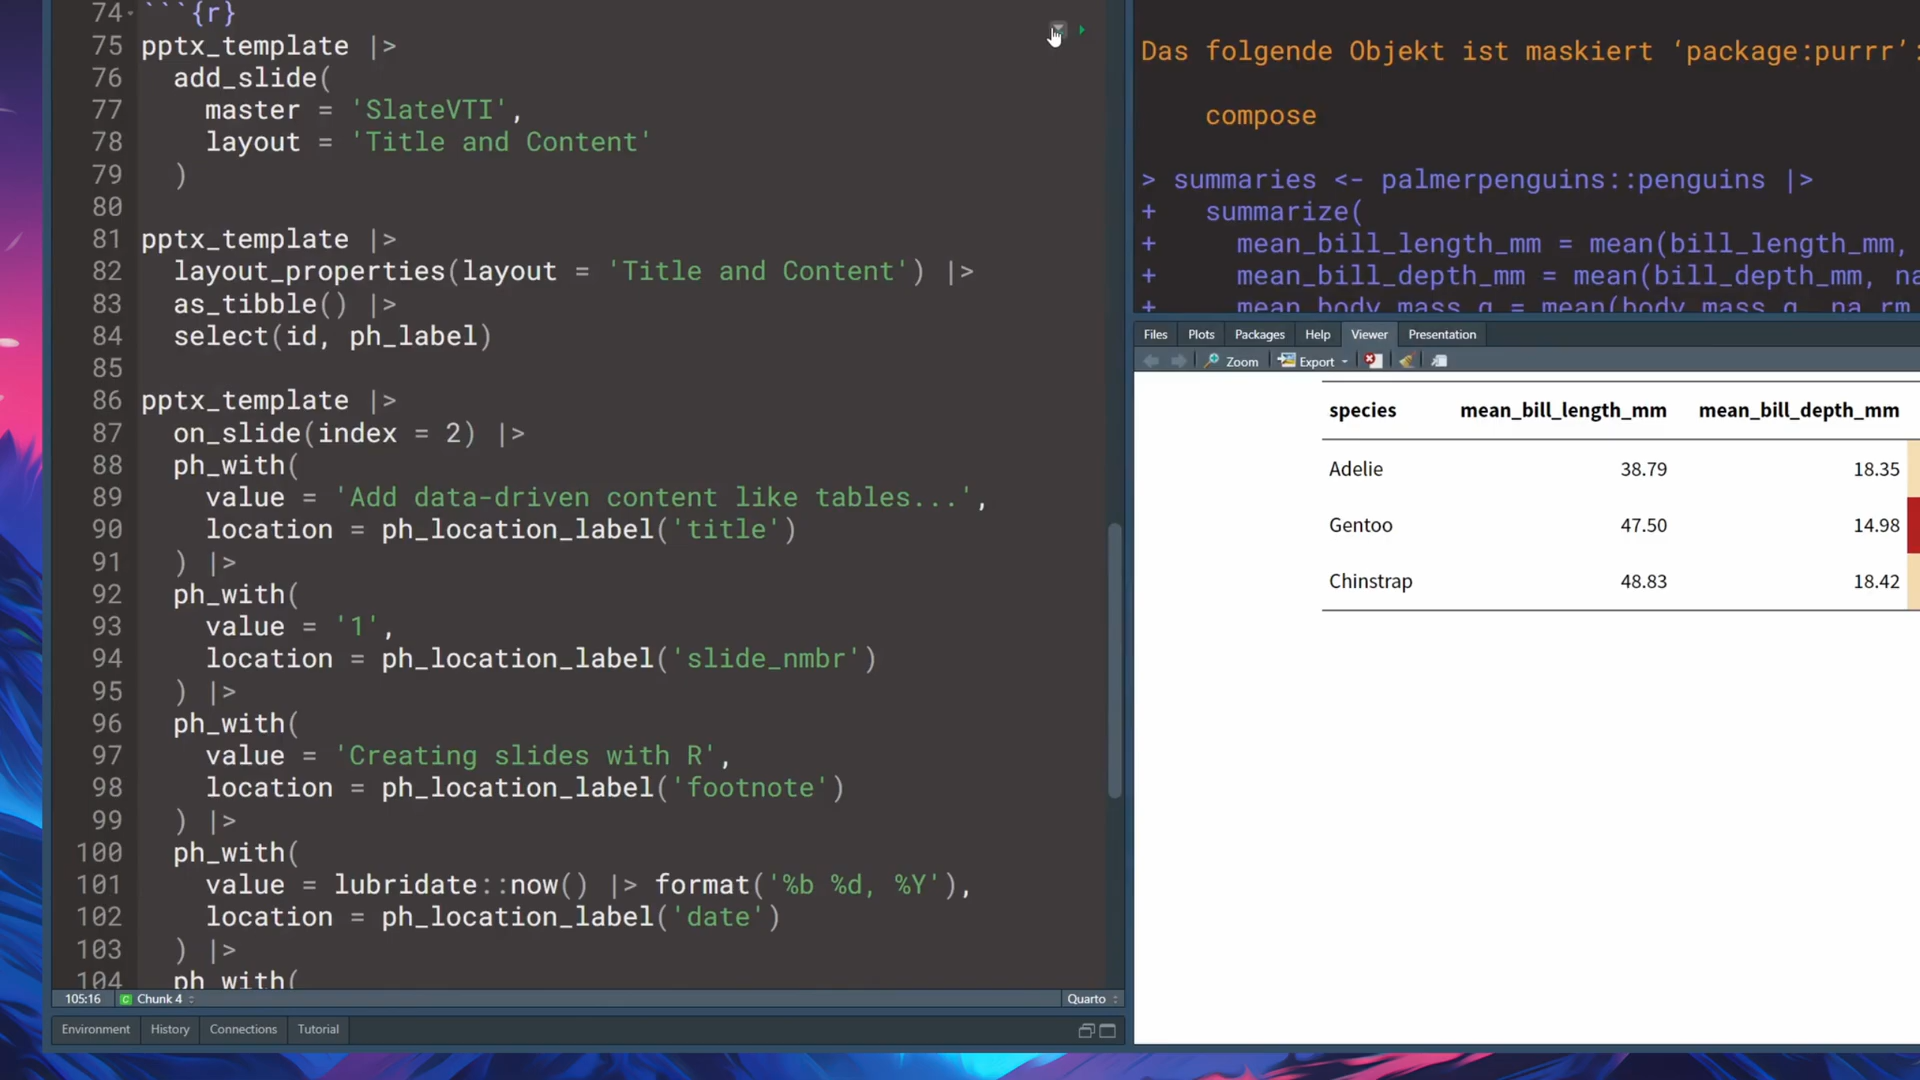 74 ```{r}
75 pptx_template |>
76 add_slide(
77 master = 'SlateVTI',
78 layout = 'Title and Content'
79 )
80
81 pptx_template |>
82 layout_properties(layout = 'Title and Content') |>
83 as_tibble() |>
84 select(id, ph_label)
85
86 pptx_template |>
87 on_slide(index = 2) |>
88 ph_with(
89 value = 'Add data-driven content like tables...',
90 location = ph_location_label('title')
91 ) |>
92 ph_with(
93 value = '1',
94 location = ph_location_label('slide_nmbr')
95 ) |>
96 ph_with(
97 value = 'Creating slides with R',
98 location = ph_location_label('footnote')
99 ) |>
100 ph_with(
101 value = lubridate::now() |> format('%b %d, %Y'),
102 location = ph_location_label('date')
103 ) |>
104 ph_with(
105:16 Chunk 4 Quarto
Environment History Connections Tutorial
Das folgende Objekt ist maskiert ‘package:purrr’:
compose
> summaries <- palmerpenguins::penguins |>
+ summarize(
+ mean_bill_length_mm = mean(bill_length_mm,
+ mean_bill_depth_mm = mean(bill_depth_mm, na
+ mean_body_mass_g = mean(body_mass_g, na.rm
Files Plots Packages Help Viewer Presentation
Zoom Export
species mean_bill_length_mm mean_bill_depth_mm
Adelie 38.79 18.35
Gentoo 47.50 14.98
Chinstrap 48.83 18.42